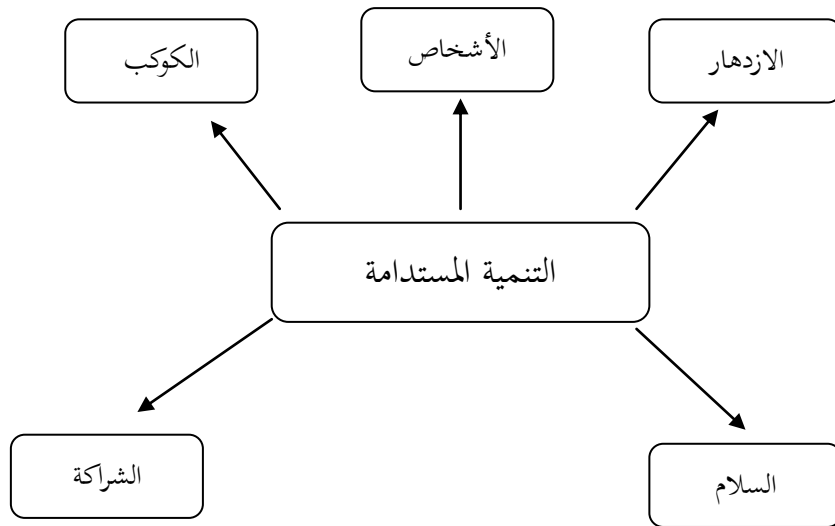 الازدهار
الأشخاص
الكوكب
التنمية المستدامة
السلام
الشراكة